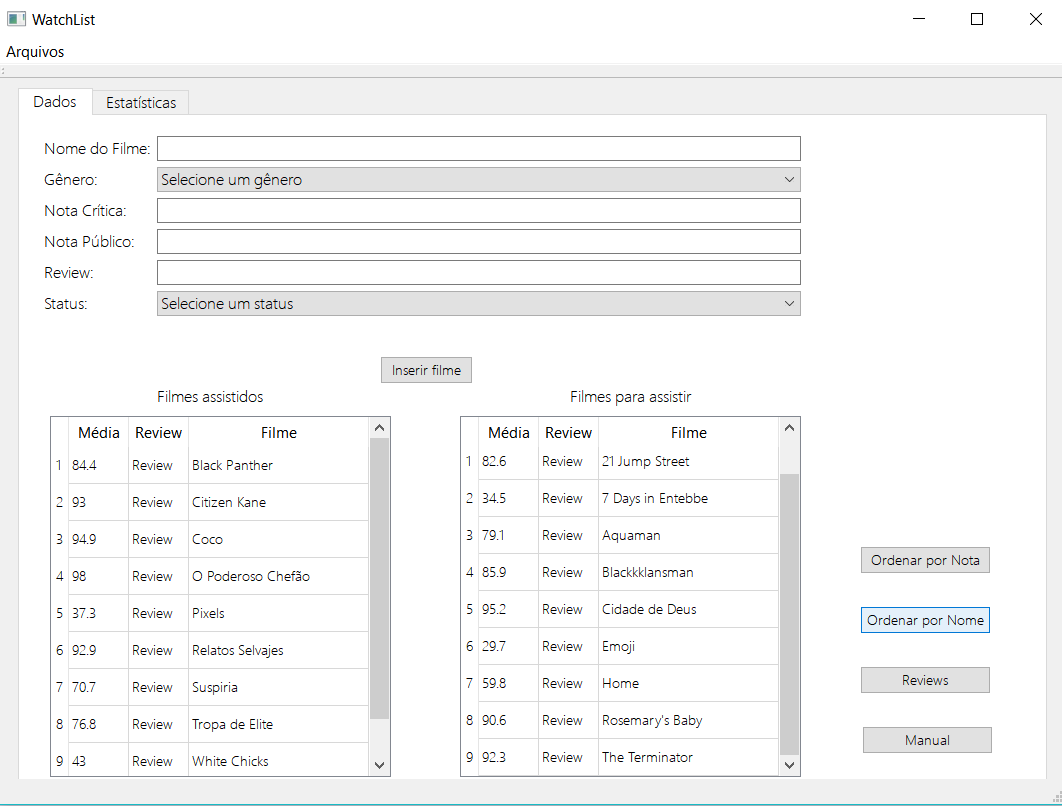 WatchList
Arquivos
Dados Estatísticas
Nome do Filme:
Gênero: Selecione um gênero
Nota Crítica:
Nota Público:
Review:
Status: Selecione um status
Inserir filme
Filmes assistidos Filmes para assistir
Média Review Filme
1 84.4 Review Black Panther
2 93 Review Citizen Kane
3 94.9 Review Coco
4 98 Review O Poderoso Chefão
5 37.3 Review Pixels
6 92.9 Review Relatos Selvajes
7 70.7 Review Suspiria
8 76.8 Review Tropa de Elite
9 43 Review White Chicks
Média Review Filme
1 82.6 Review 21 Jump Street
2 34.5 Review 7 Days in Entebbe
3 79.1 Review Aquaman
4 85.9 Review Blackkklansman
5 95.2 Review Cidade de Deus
6 29.7 Review Emoji
7 59.8 Review Home
8 90.6 Review Rosemary's Baby
9 92.3 Review The Terminator
Ordenar por Nota
Ordenar por Nome
Reviews
Manual